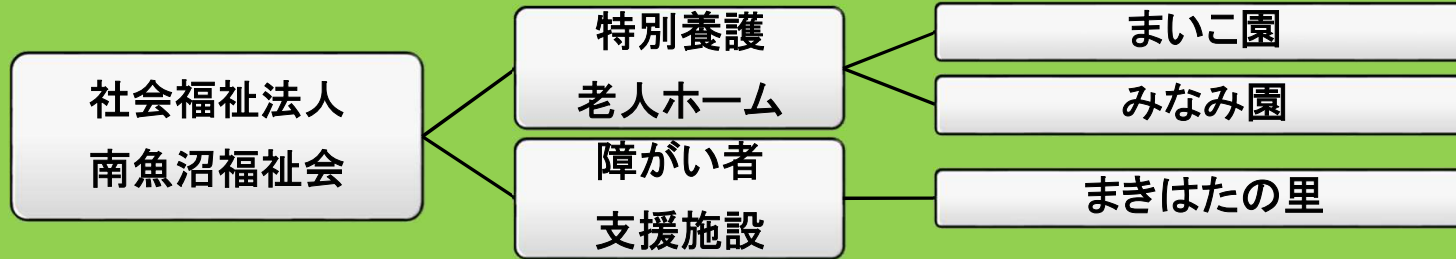 社会福祉法人
南魚沼福祉会
特別養護
老人ホーム
まいこ園
みなみ園
障がい者
支援施設
まきはたの里